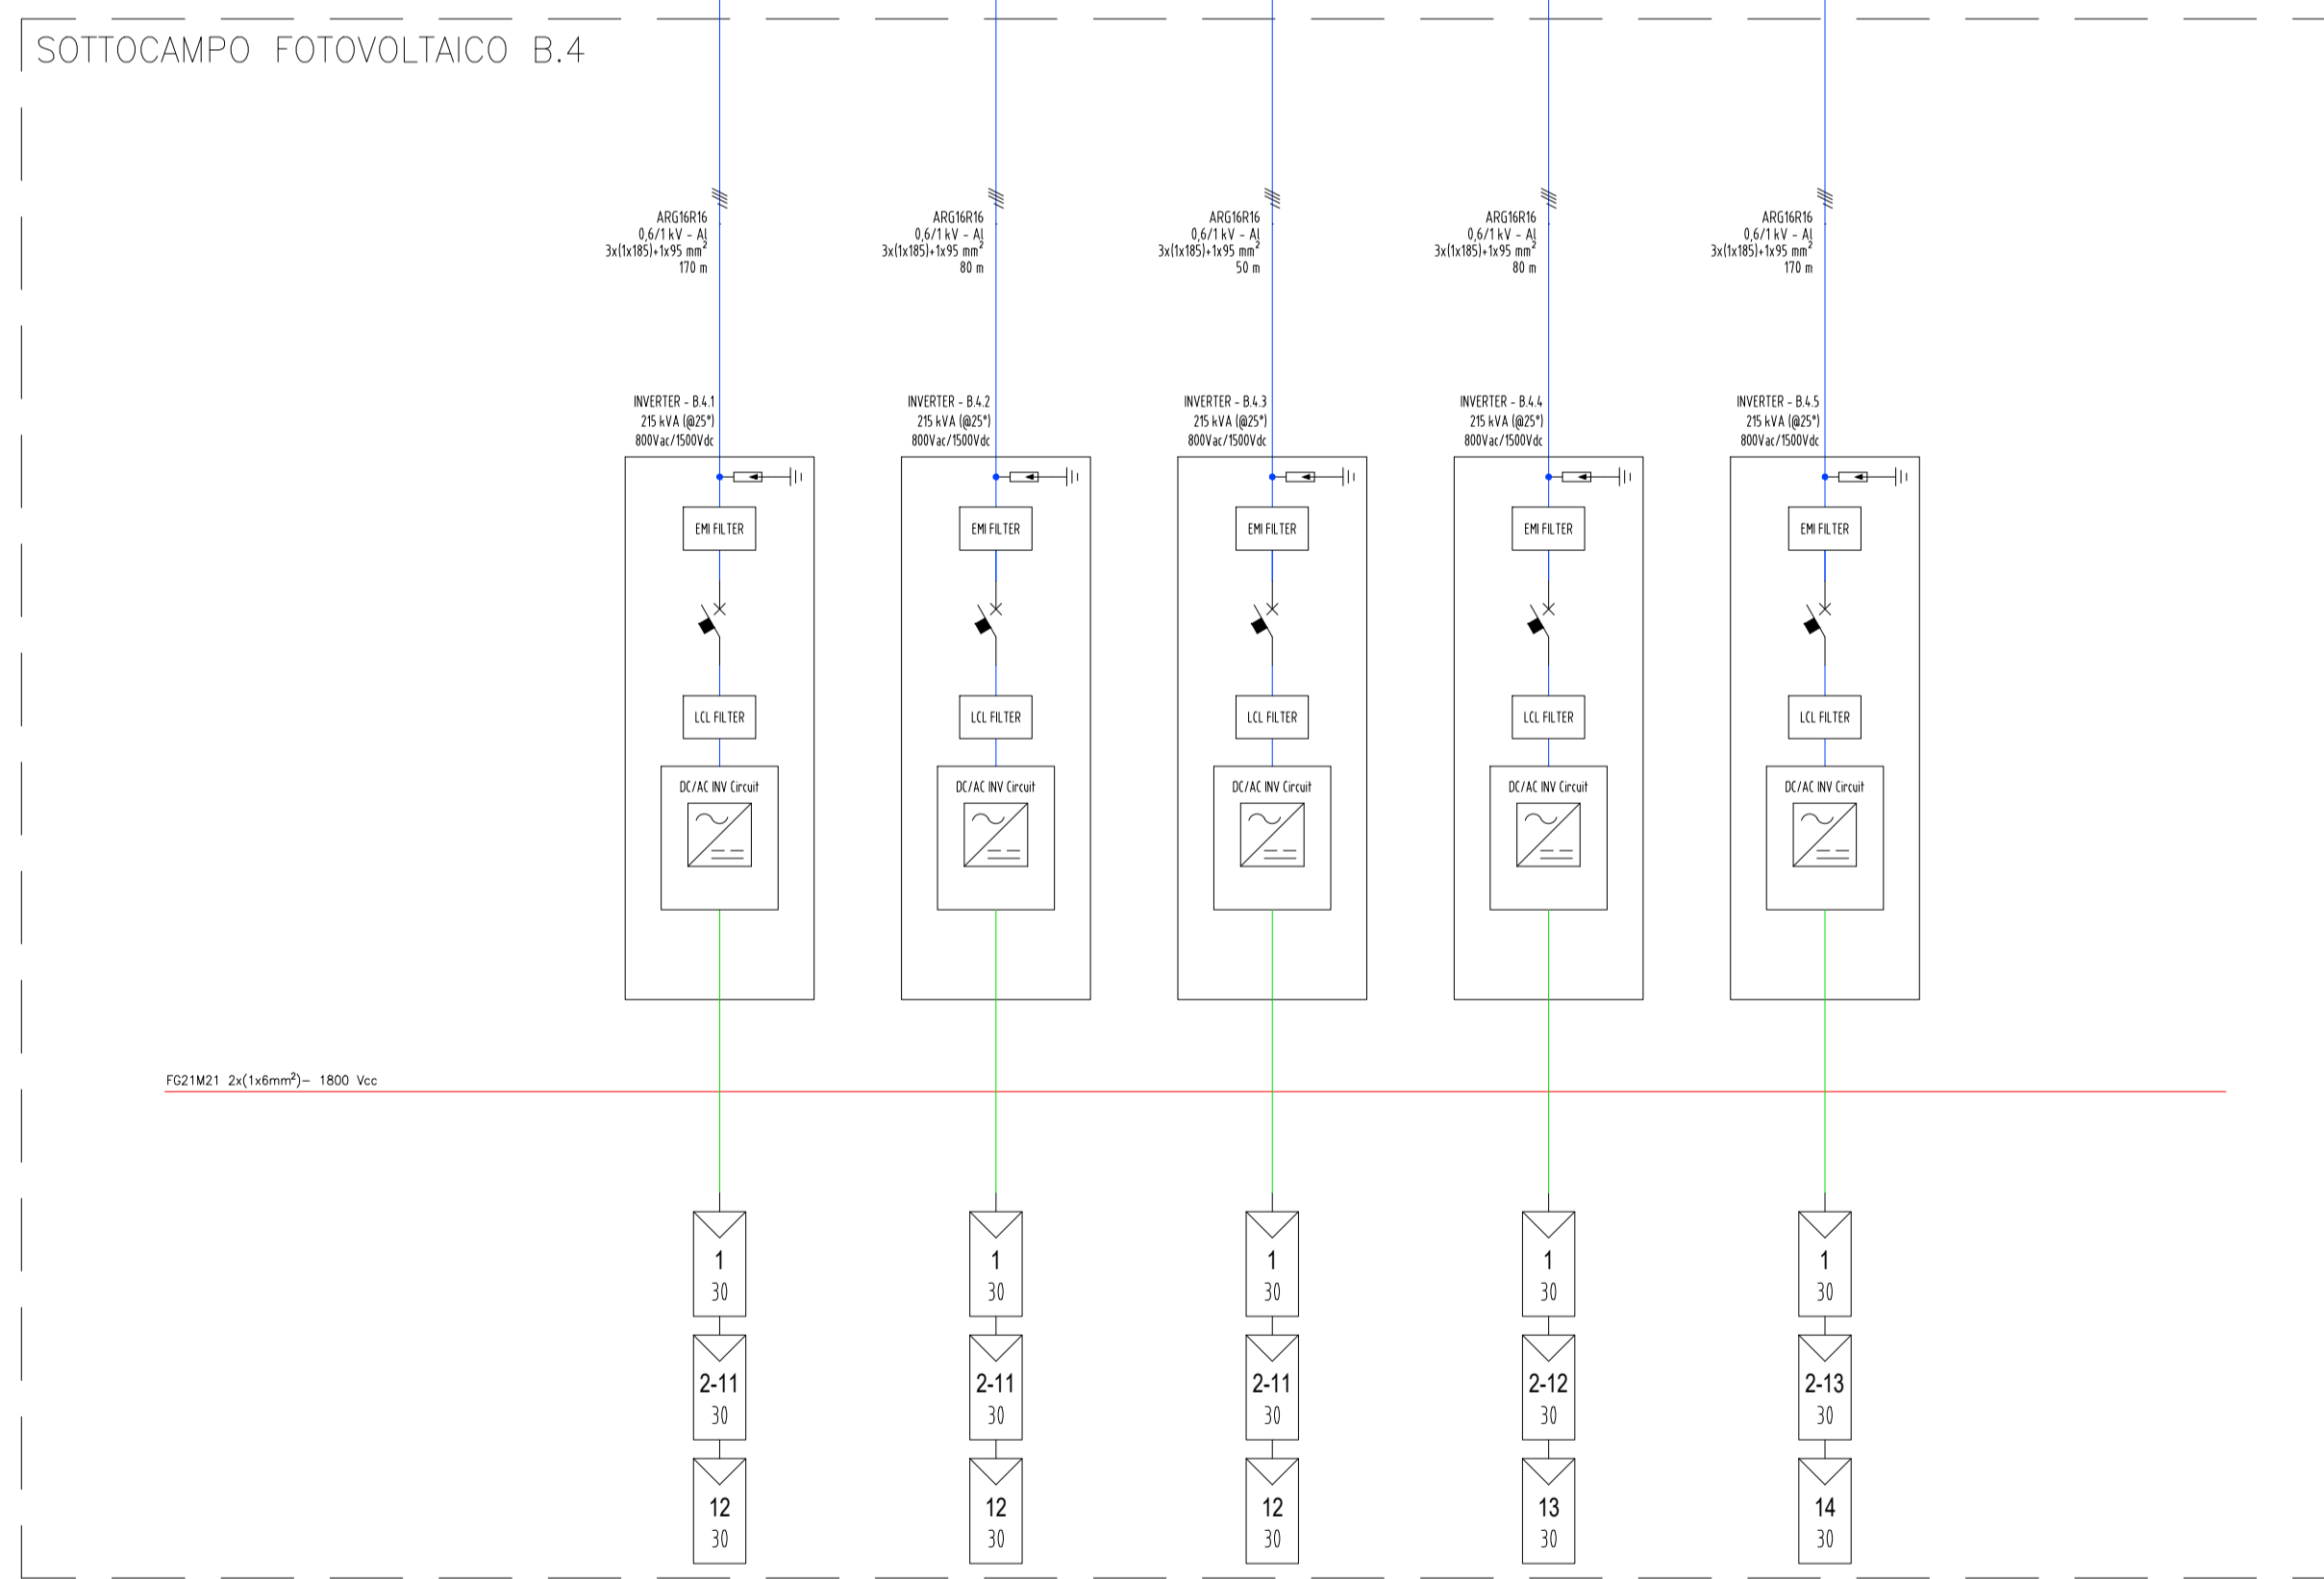 SOTTOCAMPO FOTOVOLTAICO B.4
ARG16R16
0,6/1 kV - Al
3x(1x185)+1x95 mm²
170 m
ARG16R16
0,6/1 kV - Al
3x(1x185)+1x95 mm²
80 m
ARG16R16
0,6/1 kV - Al
3x(1x185)+1x95 mm²
50 m
ARG16R16
0,6/1 kV - Al
3x(1x185)+1x95 mm²
80 m
ARG16R16
0,6/1 kV - Al
3x(1x185)+1x95 mm²
170 m
INVERTER - B.4.1
215 kVA (@25°)
800Vac/1500Vdc
INVERTER - B.4.2
215 kVA (@25°)
800Vac/1500Vdc
INVERTER - B.4.3
215 kVA (@25°)
800Vac/1500Vdc
INVERTER - B.4.4
215 kVA (@25°)
800Vac/1500Vdc
INVERTER - B.4.5
215 kVA (@25°)
800Vac/1500Vdc
EMI FILTER
EMI FILTER
EMI FILTER
EMI FILTER
EMI FILTER
LCL FILTER
LCL FILTER
LCL FILTER
LCL FILTER
LCL FILTER
DC/AC INV Circuit
DC/AC INV Circuit
DC/AC INV Circuit
DC/AC INV Circuit
DC/AC INV Circuit
FG21M21 2x(1x6mm²)- 1800 Vcc
1
30
1
30
1
30
1
30
1
30
2-11
30
2-11
30
2-11
30
2-12
30
2-13
30
12
30
12
30
12
30
13
30
14
30